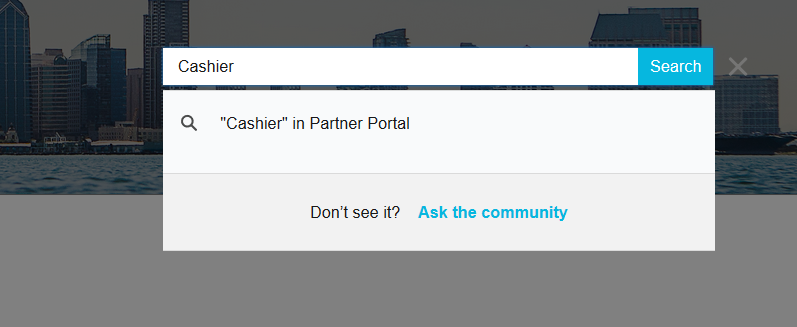 Cashier
Search
"Cashier" in Partner Portal
Don’t see it? Ask the community